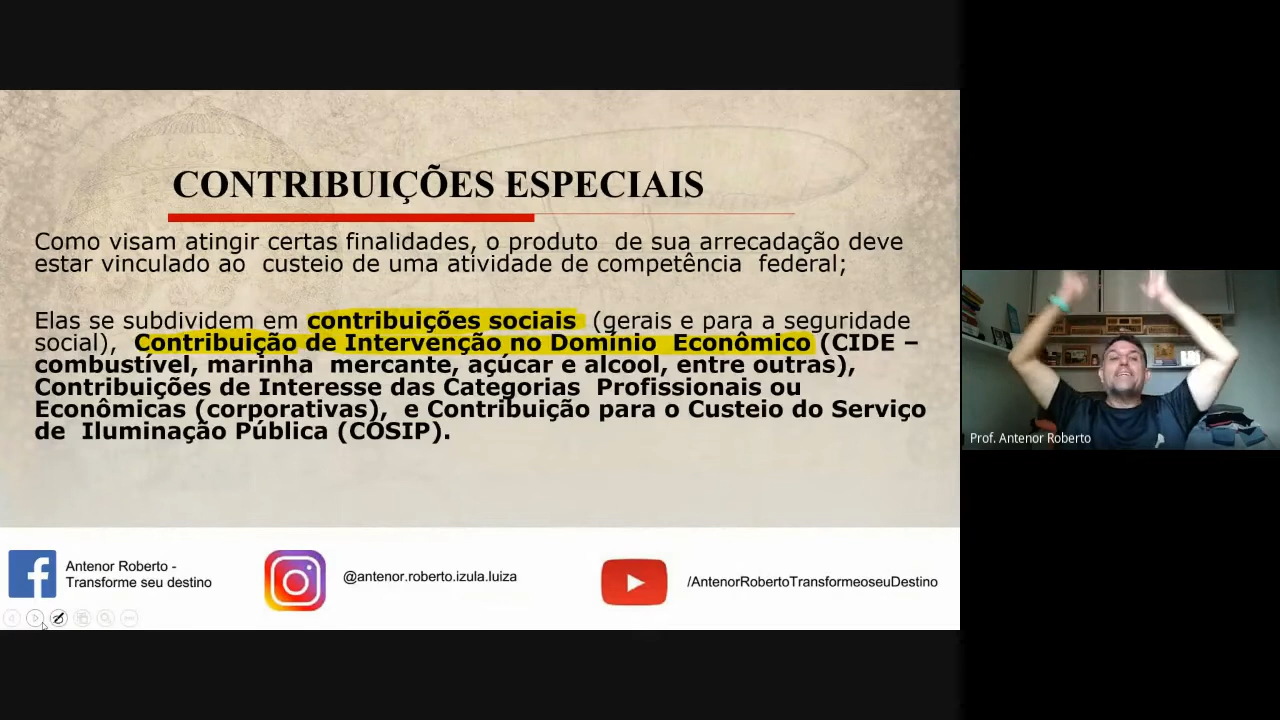 CONTRIBUIÇÕES ESPECIAIS
Como visam atingir certas finalidades, o produto de sua arrecadação deve
estar vinculado ao custeio de uma atividade de competência federal;
Elas se subdividem em contribuições sociais (gerais e para a seguridade
social), Contribuição de Intervenção no Domínio Econômico (CIDE –
combustível, marinha mercante, açúcar e alcool, entre outras),
Contribuições de Interesse das Categorias Profissionais ou
Econômicas (corporativas), e Contribuição para o Custeio do Serviço
de Iluminação Pública (COSIP).
Antenor Roberto -
Transforme seu destino
@antenor.roberto.izula.luiza
/AntenorRobertoTransformeoseuDestino
Prof. Antenor Roberto